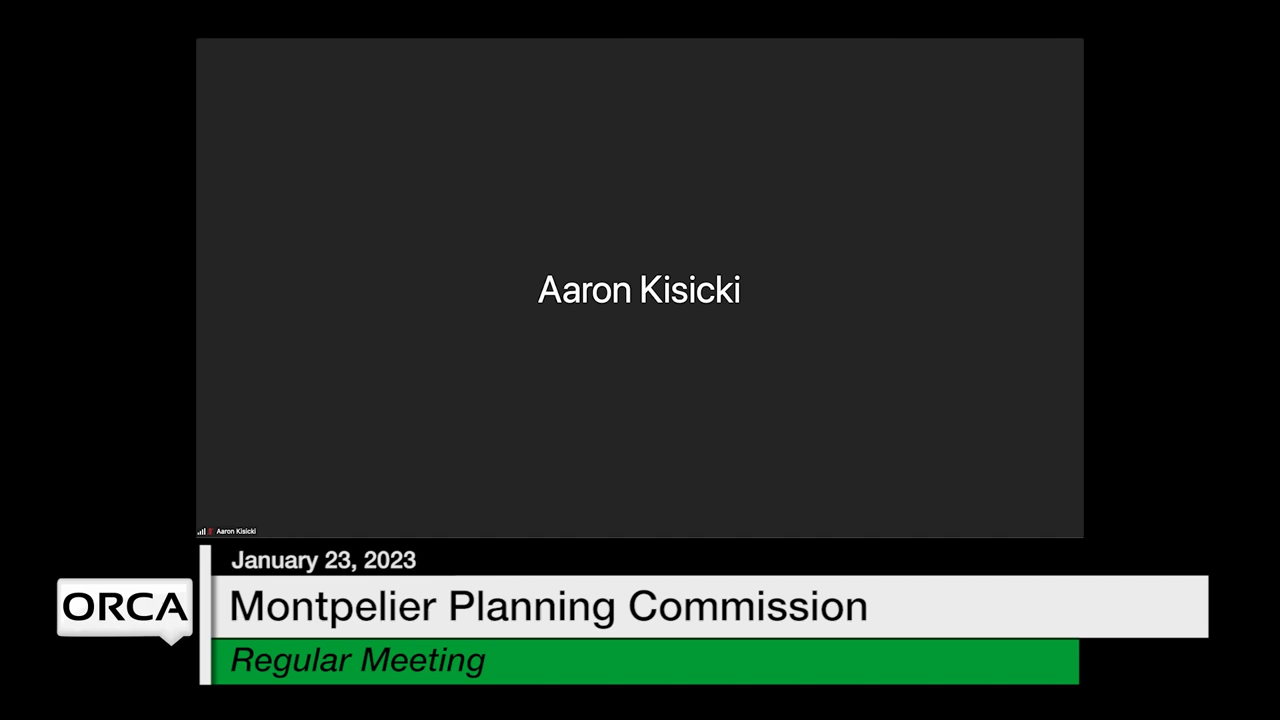 Aaron Kisicki
Aaron Kisicki
January 23, 2023
ORCA
Montpelier Planning Commission
Regular Meeting